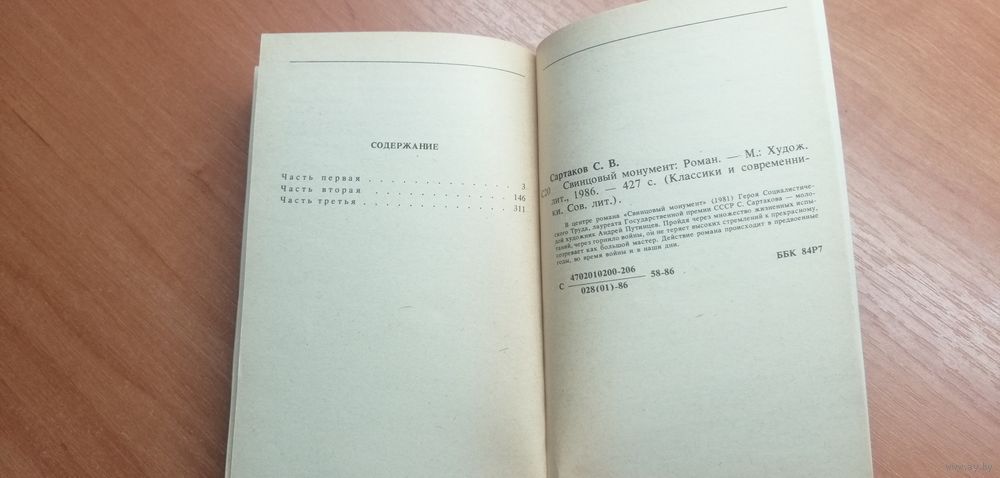 СОДЕРЖАНИЕ
Часть первая . . . . . . . . . . . . 3
Часть вторая . . . . . . . . . . . . 146
Часть третья . . . . . . . . . . . . 311
Сартаков С. В.
С20 Свинцовый монумент: Роман. — М.: Худож.
лит., 1986. — 427 с. (Классики и современни-
ки. Сов. лит.).
В центре романа «Свинцовый монумент» (1981) Героя Социалистиче-
ского Труда, лауреата Государственной премии СССР С. Сартакова — моло-
дой художник Андрей Путинцев. Пройдя через множество жизненных испы-
таний, через горнило войны, он не теряет высоких стремлений к прекрасному,
созревает как большой мастер. Действие романа происходит в предвоенные
годы, во время войны и в наши дни.
С 4702010200-206
028(01)-86
58-86
ББК 84Р7
www.ay.by